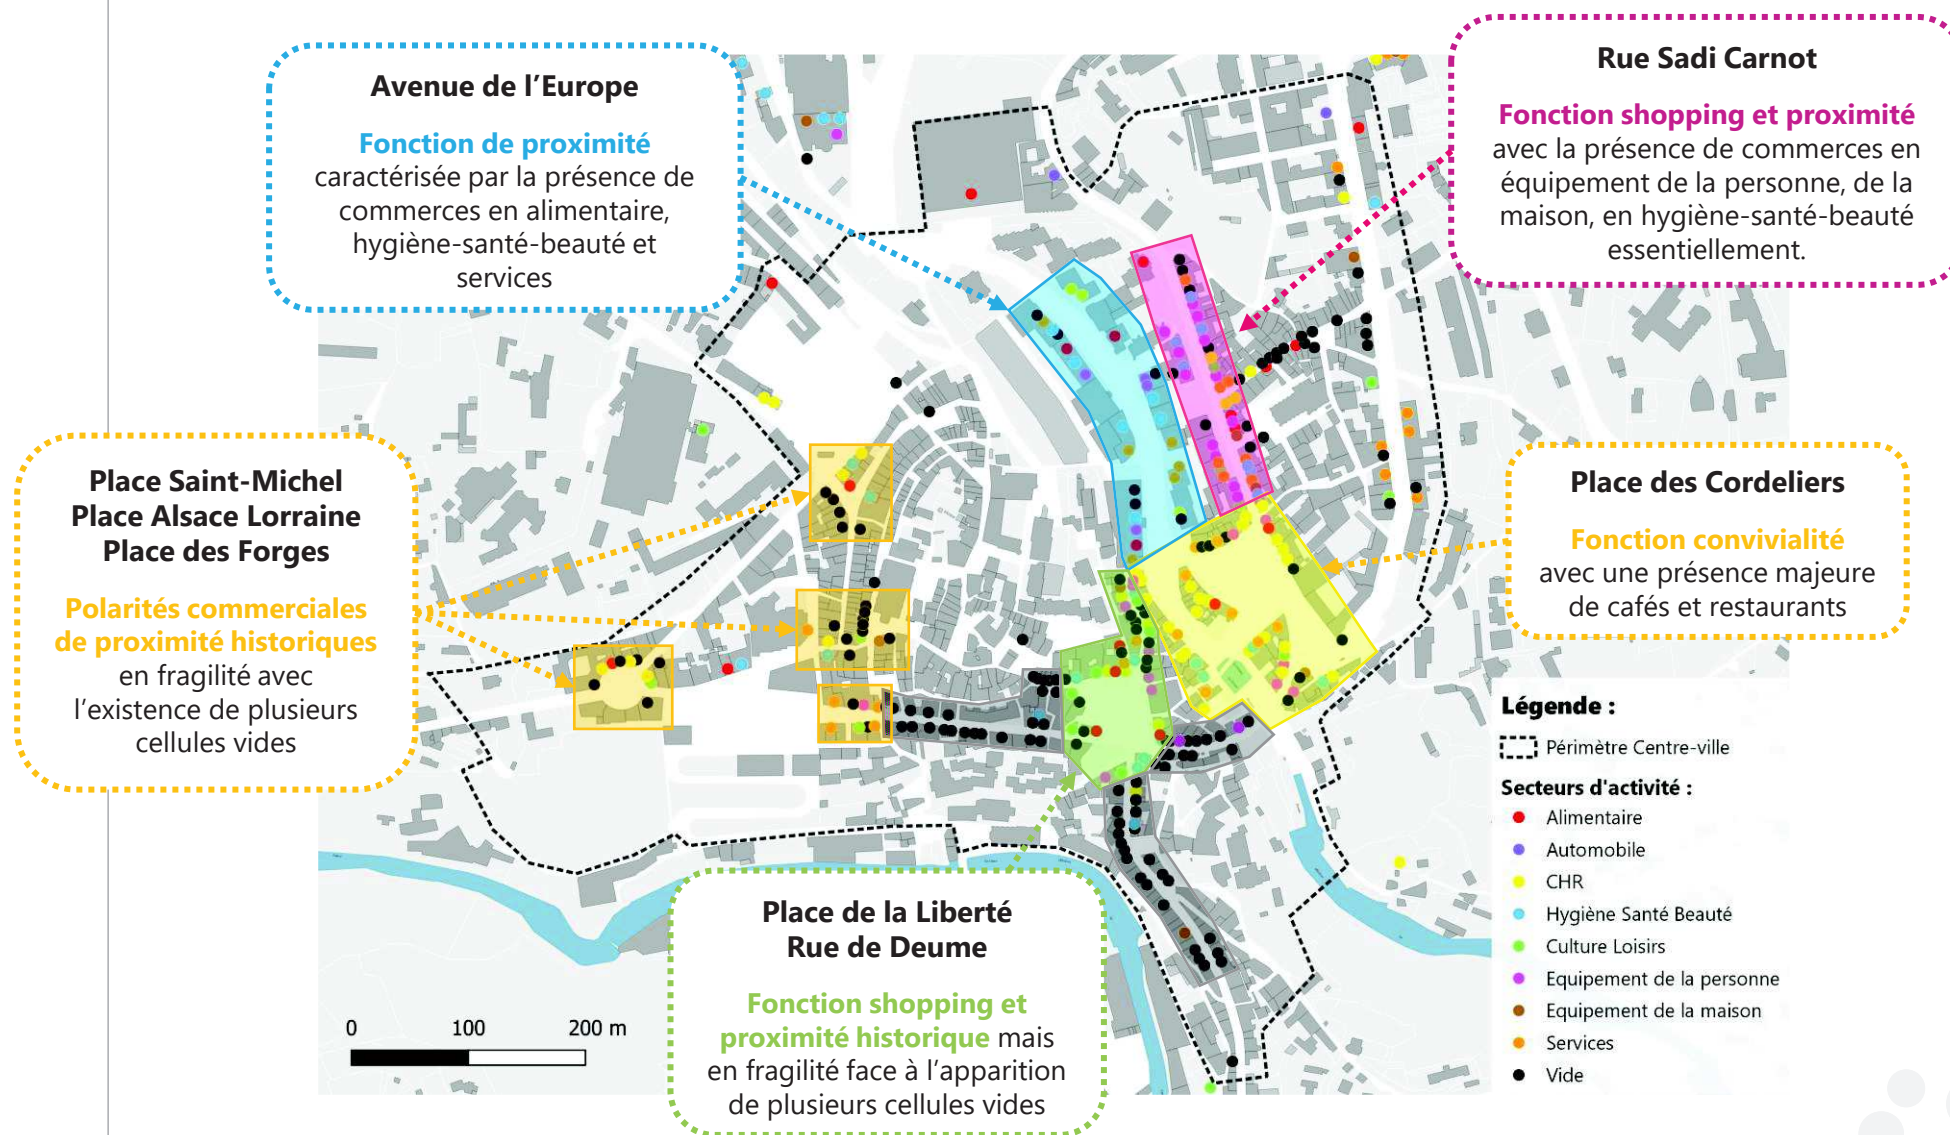 Avenue de l’Europe
Fonction de proximité
caractérisée par la présence de
commerces en alimentaire,
hygiène-santé-beauté et
services
Rue Sadi Carnot
Fonction shopping et proximité
avec la présence de commerces en
équipement de la personne, de la
maison, en hygiène-santé-beauté
essentiellement.
Place Saint-Michel
Place Alsace Lorraine
Place des Forges
Polarités commerciales
de proximité historiques
en fragilité avec
l’existence de plusieurs
cellules vides
Place des Cordeliers
Fonction convivialité
avec une présence majeure
de cafés et restaurants
Place de la Liberté
Rue de Deume
Fonction shopping et
proximité historique mais
en fragilité face à l’apparition
de plusieurs cellules vides
0 100 200 m
Légende :
Périmètre Centre-ville
Secteurs d'activité :
Alimentaire
Automobile
CHR
Hygiène Santé Beauté
Culture Loisirs
Equipement de la personne
Equipement de la maison
Services
Vide